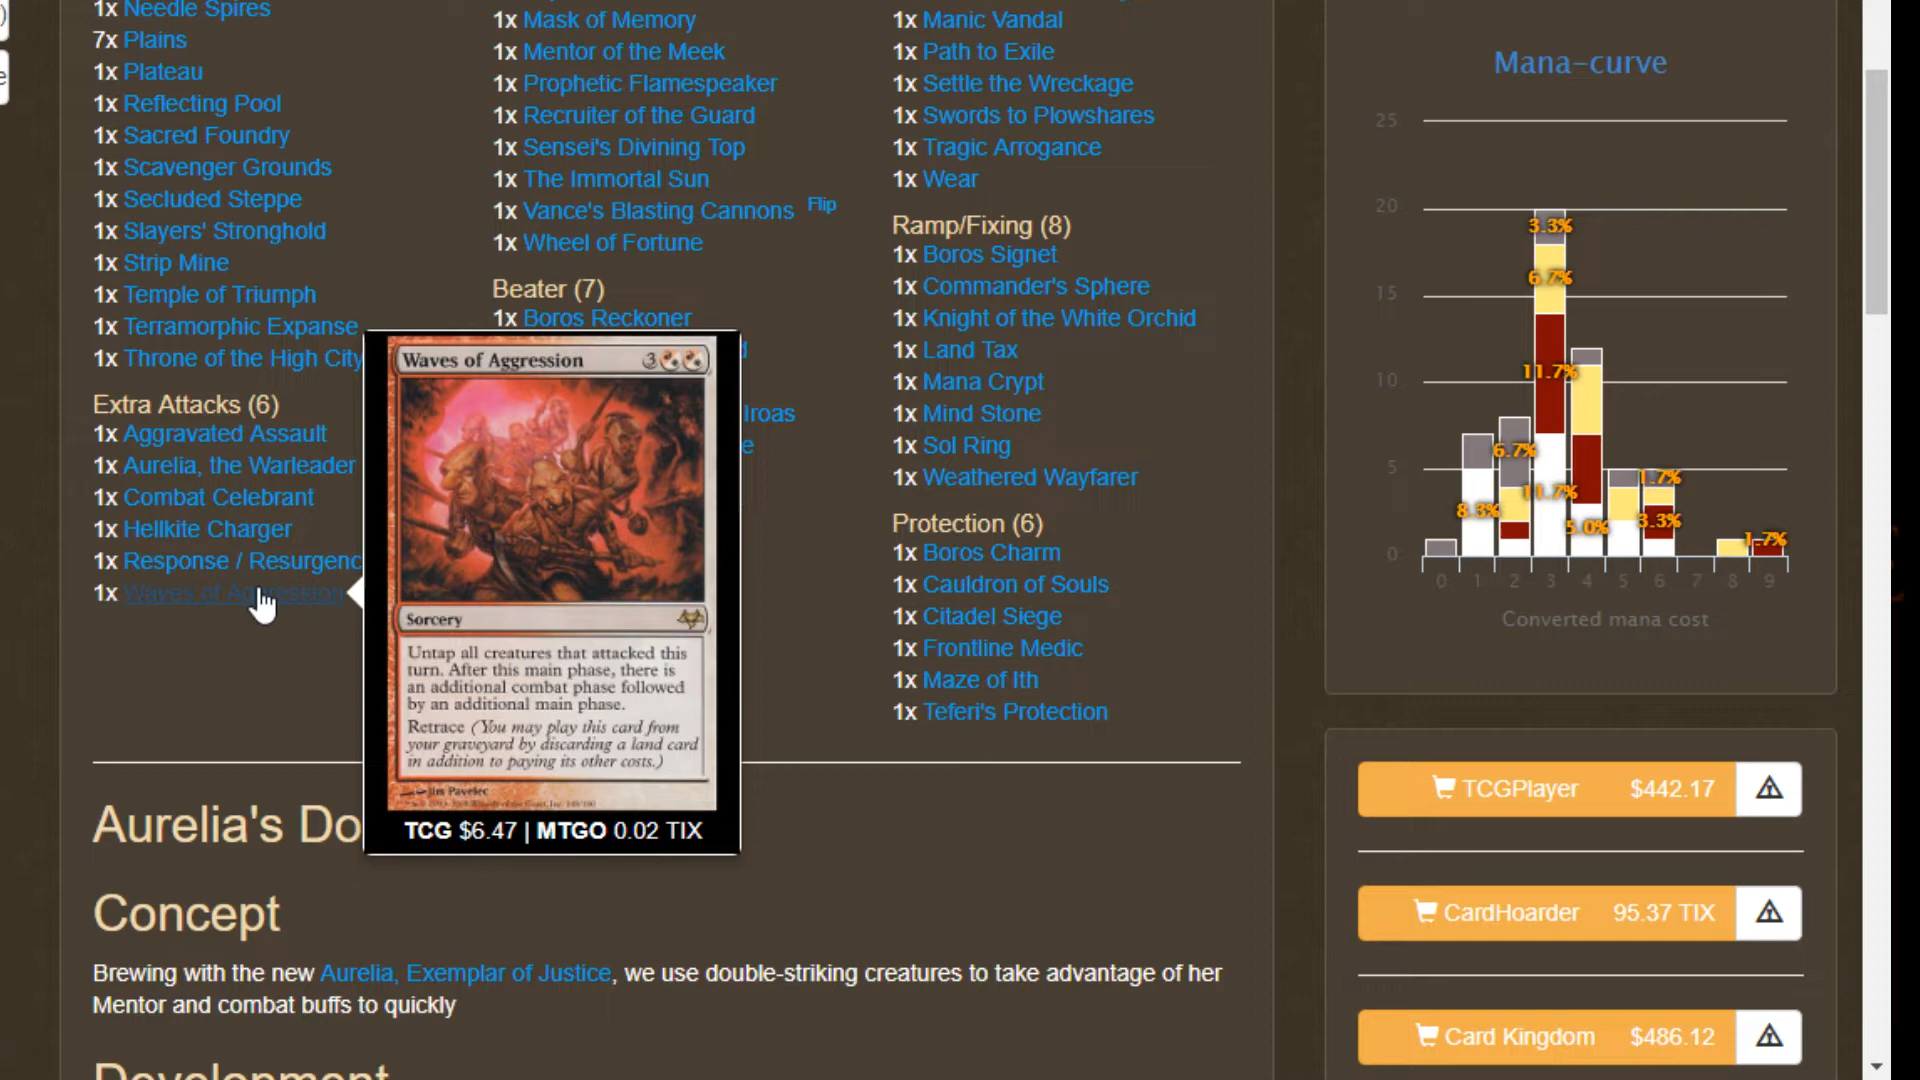 )
e
1x Needle Spires
7x Plains
1x Plateau
1x Reflecting Pool
1x Sacred Foundry
1x Scavenger Grounds
1x Secluded Steppe
1x Slayers' Stronghold
1x Strip Mine
1x Temple of Triumph
1x Terramorphic Expanse
1x Throne of the High City
Extra Attacks (6)
1x Aggravated Assault
1x Aurelia, the Warleader
1x Combat Celebrant
1x Hellkite Charger
1x Response / Resurgenc
1x Waves of Aggression
1x Mask of Memory
1x Mentor of the Meek
1x Prophetic Flamespeaker
1x Recruiter of the Guard
1x Sensei's Divining Top
1x The Immortal Sun
1x Vance's Blasting Cannons Flip
1x Wheel of Fortune
Beater (7)
1x Boros Reckoner
d
Iroas
e
Waves of Aggression 3
Sorcery
Untap all creatures that attacked this
turn. After this main phase, there is
an additional combat phase followed
by an additional main phase.
Retrace (You may play this card from
your graveyard by discarding a land card
in addition to paying its other costs.)
Jim Pavelec
TCG $6.47 | MTGO 0.02 TIX
1x Manic Vandal
1x Path to Exile
1x Settle the Wreckage
1x Swords to Plowshares
1x Tragic Arrogance
1x Wear
Ramp/Fixing (8)
1x Boros Signet
1x Commander's Sphere
1x Knight of the White Orchid
1x Land Tax
1x Mana Crypt
1x Mind Stone
1x Sol Ring
1x Weathered Wayfarer
Protection (6)
1x Boros Charm
1x Cauldron of Souls
1x Citadel Siege
1x Frontline Medic
1x Maze of Ith
1x Teferi's Protection
Aurelia's Do
Concept
Brewing with the new Aurelia, Exemplar of Justice, we use double-striking creatures to take advantage of her
Mentor and combat buffs to quickly
Development
Mana-curve
25
20
15
10
5
0
3.3%
6.7%
11.7%
6.7%
11.7%
1.7%
8.3%
5.0%
3.3%
1.7%
0 1 2 3 4 5 6 7 8 9
Converted mana cost
TCGPlayer $442.17
CardHoarder 95.37 TIX
Card Kingdom $486.12